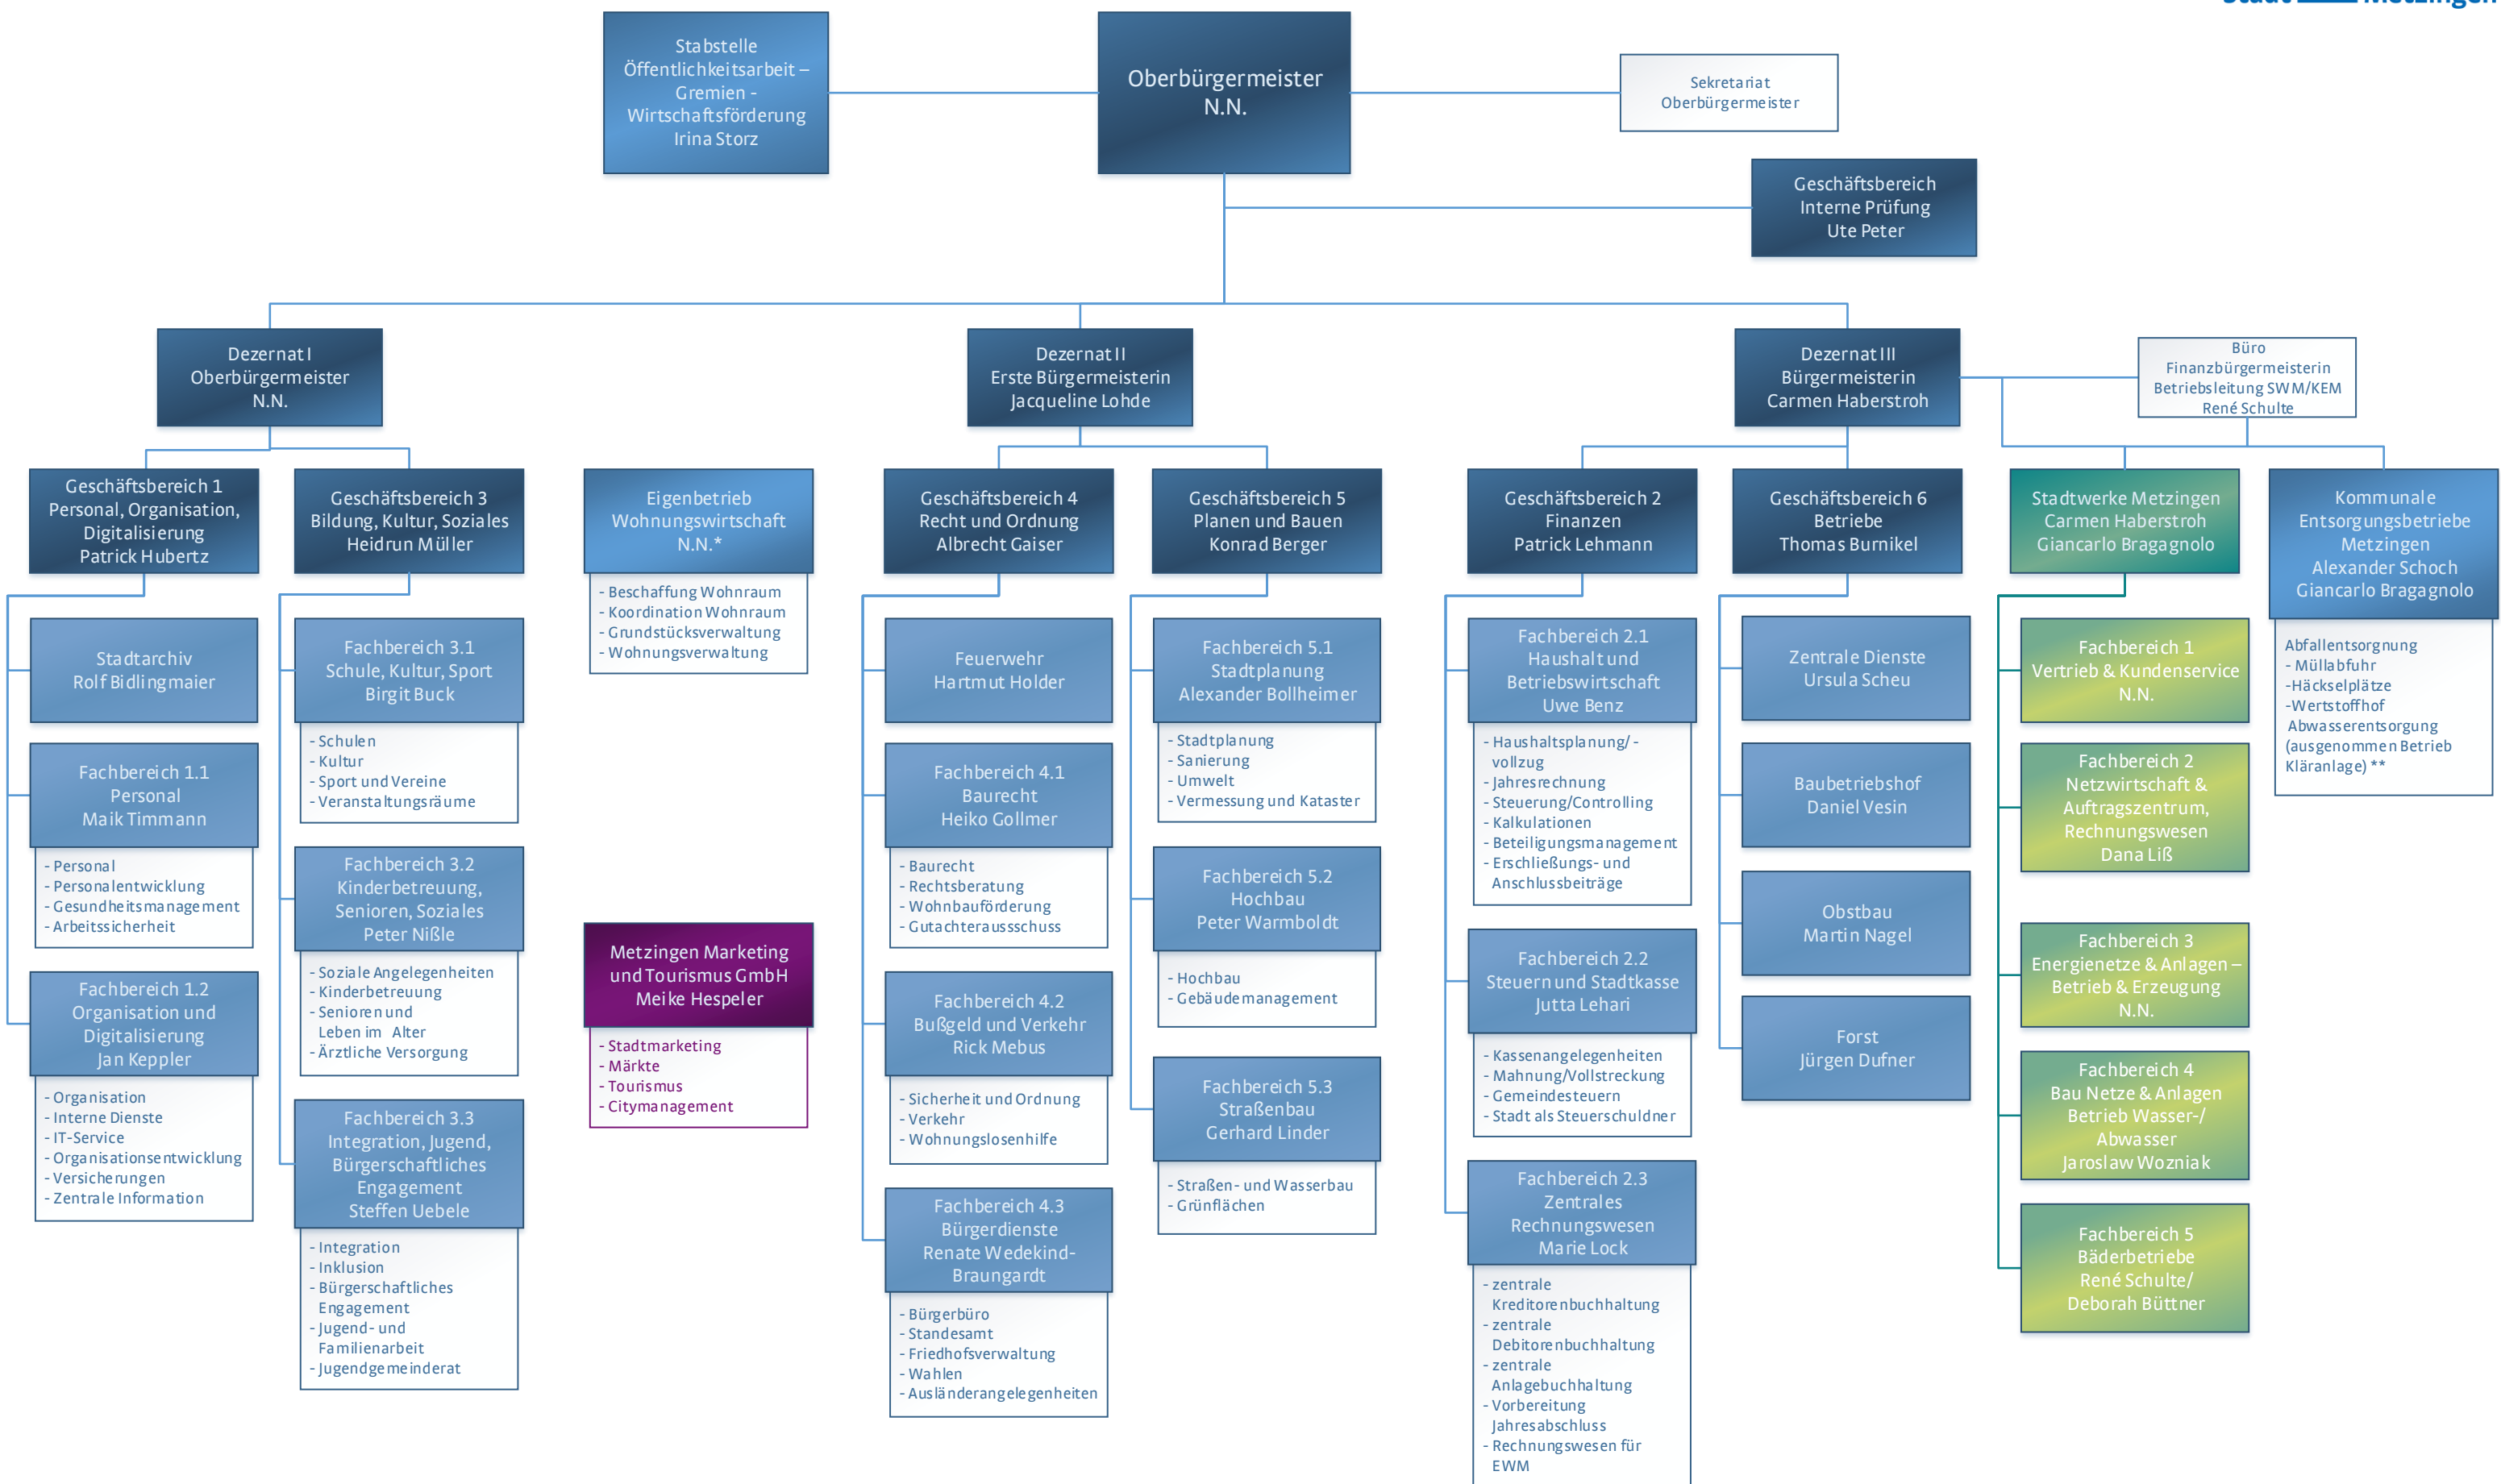 Stadt Metzingen
Stabstelle
Öffentlichkeitsarbeit –
Gremien -
Wirtschaftsförderung
Irina Storz
Oberbürgermeister
N.N.
Sekretariat
Oberbürgermeister
Geschäftsbereich
Interne Prüfung
Ute Peter
Dezernat I
Oberbürgermeister
N.N.
Dezernat II
Erste Bürgermeisterin
Jacqueline Lohde
Dezernat III
Bürgermeisterin
Carmen Haberstroh
Büro
Finanzbürgermeisterin
Betriebsleitung SWM/KEM
René Schulte
Geschäftsbereich 1
Personal, Organisation,
Digitalisierung
Patrick Hubertz
Stadtarchiv
Rolf Bidlingmaier
Fachbereich 1.1
Personal
Maik Timmann
- Personal
- Personalentwicklung
- Gesundheitsmanagement
- Arbeitssicherheit
Fachbereich 1.2
Organisation und
Digitalisierung
Jan Keppler
- Organisation
- Interne Dienste
- IT-Service
- Organisationsentwicklung
- Versicherungen
- Zentrale Information
Geschäftsbereich 3
Bildung, Kultur, Soziales
Heidrun Müller
Fachbereich 3.1
Schule, Kultur, Sport
Birgit Buck
- Schulen
- Kultur
- Sport und Vereine
- Veranstaltungsräume
Fachbereich 3.2
Kinderbetreuung,
Senioren, Soziales
Peter Nißle
- Soziale Angelegenheiten
- Kinderbetreuung
- Senioren und
Leben im Alter
- Ärztliche Versorgung
Fachbereich 3.3
Integration, Jugend,
Bürgerschaftliches
Engagement
Steffen Uebele
- Integration
- Inklusion
- Bürgerschaftliches
Engagement
- Jugend- und
Familienarbeit
- Jugendgemeinderat
Eigenbetrieb
Wohnungswirtschaft
N.N.*
- Beschaffung Wohnraum
- Koordination Wohnraum
- Grundstücksverwaltung
- Wohnungsverwaltung
Metzingen Marketing
und Tourismus GmbH
Meike Hespeler
- Stadtmarketing
- Märkte
- Tourismus
- Citymanagement
Geschäftsbereich 4
Recht und Ordnung
Albrecht Gaiser
Feuerwehr
Hartmut Holder
Fachbereich 4.1
Baurecht
Heiko Gollmer
- Baurecht
- Rechtsberatung
- Wohnbauförderung
- Gutachteraussschuss
Fachbereich 4.2
Bußgeld und Verkehr
Rick Mebus
- Sicherheit und Ordnung
- Verkehr
- Wohnungslosenhilfe
Fachbereich 4.3
Bürgerdienste
Renate Wedekind-
Braungardt
- Bürgerbüro
- Standesamt
- Friedhofsverwaltung
- Wahlen
- Ausländerangelegenheiten
Geschäftsbereich 5
Planen und Bauen
Konrad Berger
Fachbereich 5.1
Stadtplanung
Alexander Bollheimer
- Stadtplanung
- Sanierung
- Umwelt
- Vermessung und Kataster
Fachbereich 5.2
Hochbau
Peter Warmboldt
- Hochbau
- Gebäudemanagement
Fachbereich 5.3
Straßenbau
Gerhard Linder
- Straßen- und Wasserbau
- Grünflächen
Geschäftsbereich 2
Finanzen
Patrick Lehmann
Fachbereich 2.1
Haushalt und
Betriebswirtschaft
Uwe Benz
- Haushaltsplanung/ -
vollzug
- Jahresrechnung
- Steuerung/Controlling
- Kalkulationen
- Beteiligungsmanagement
- Erschließungs- und
Anschlussbeiträge
Fachbereich 2.2
Steuern und Stadtkasse
Jutta Lehari
- Kassenangelegenheiten
- Mahnung/Vollstreckung
- Gemeindesteuern
- Stadt als Steuerschuldner
Fachbereich 2.3
Zentrales
Rechnungswesen
Marie Lock
- zentrale
Kreditorenbuchhaltung
- zentrale
Debitorenbuchhaltung
- zentrale
Anlagebuchhaltung
- Vorbereitung
Jahresabschluss
- Rechnungswesen für
EWM
Geschäftsbereich 6
Betriebe
Thomas Burnikel
Zentrale Dienste
Ursula Scheu
Baubetriebshof
Daniel Vesin
Obstbau
Martin Nagel
Forst
Jürgen Dufner
Stadtwerke Metzingen
Carmen Haberstroh
Giancarlo Bragagnolo
Fachbereich 1
Vertrieb & Kundenservice
N.N.
Fachbereich 2
Netzwirtschaft &
Auftragszentrum,
Rechnungswesen
Dana Liß
Fachbereich 3
Energienetze & Anlagen –
Betrieb & Erzeugung
N.N.
Fachbereich 4
Bau Netze & Anlagen
Betrieb Wasser-/
Abwasser
Jaroslaw Wozniak
Fachbereich 5
Bäderbetriebe
René Schulte/
Deborah Büttner
Kommunale
Entsorgungsbetriebe
Metzingen
Alexander Schoch
Giancarlo Bragagnolo
Abfallentsorgnung
- Müllabfuhr
-Häckselplätze
-Wertstoffhof
Abwasserentsorgung
(ausgenommen Betrieb
Kläranlage) **